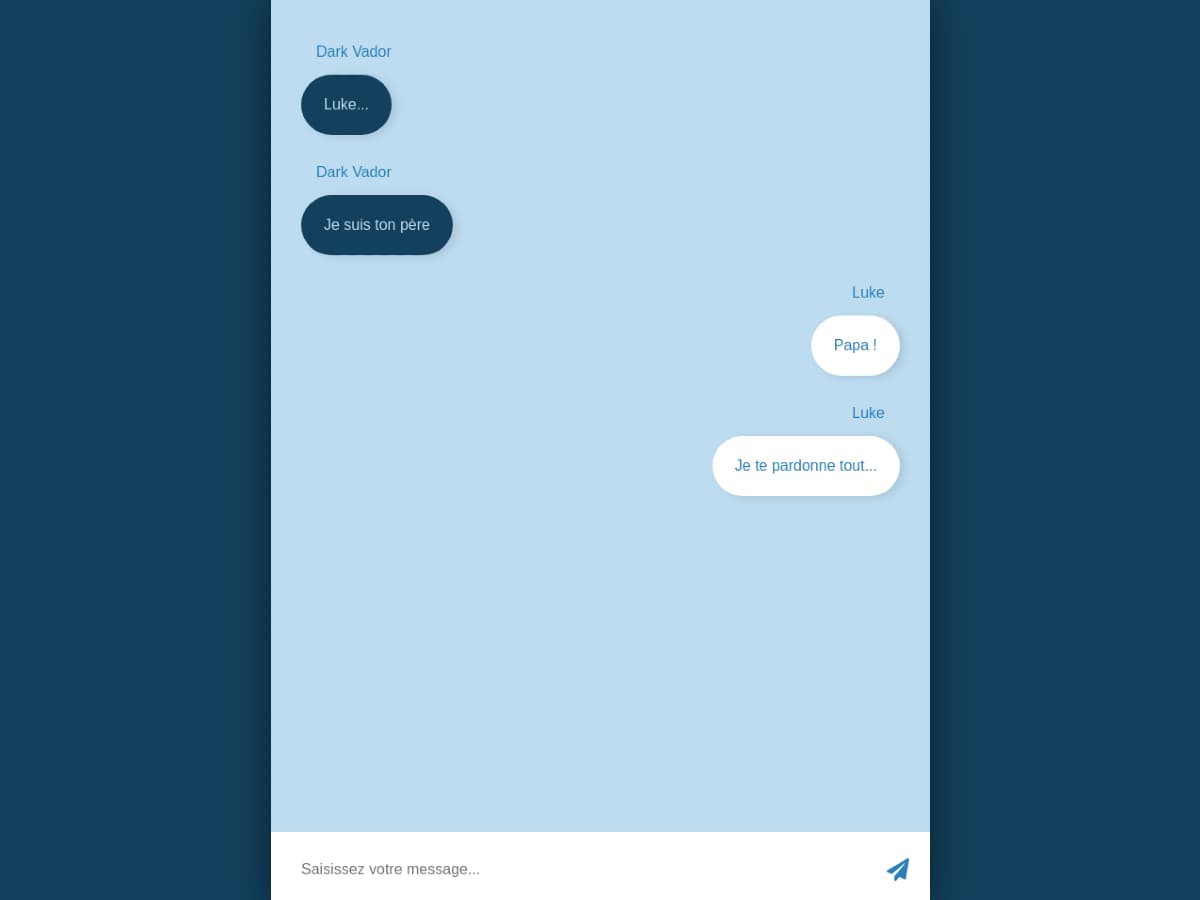 Dark Vador
Luke...
Dark Vador
Je suis ton père
Luke
Papa !
Luke
Je te pardonne tout...
Saisissez votre message...